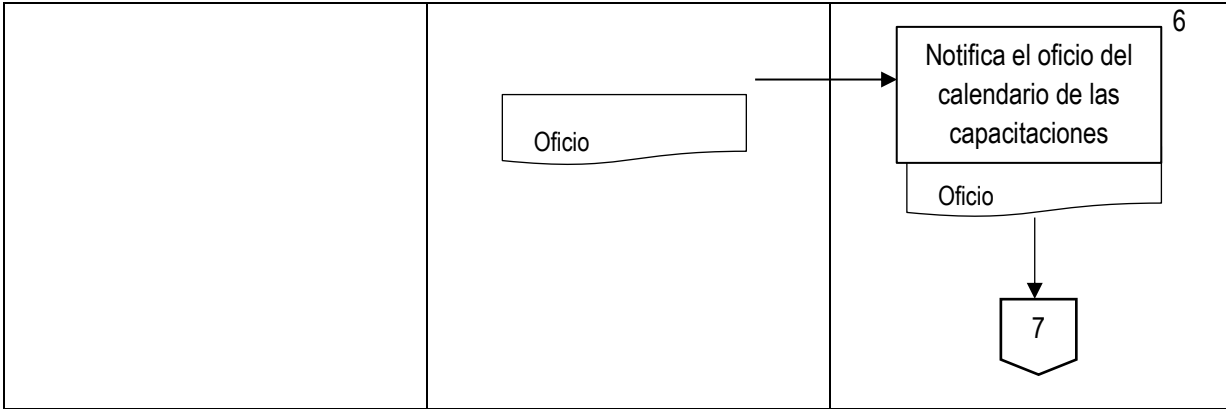 6
Notifica el oficio del
calendario de las
capacitaciones
Oficio
Oficio
7